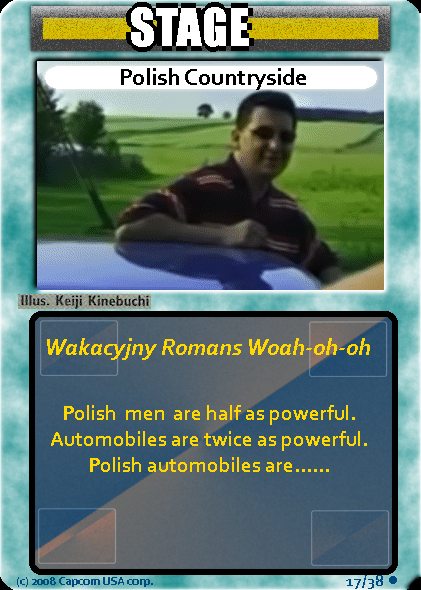 STAGE
Polish Countryside
Illus. Keiji Kinebuchi
Wakacyjny Romans Woah-oh-oh
Polish men are half as powerful.
Automobiles are twice as powerful.
Polish automobiles are......
(c) 2008 Capcom USA corp.
17/38